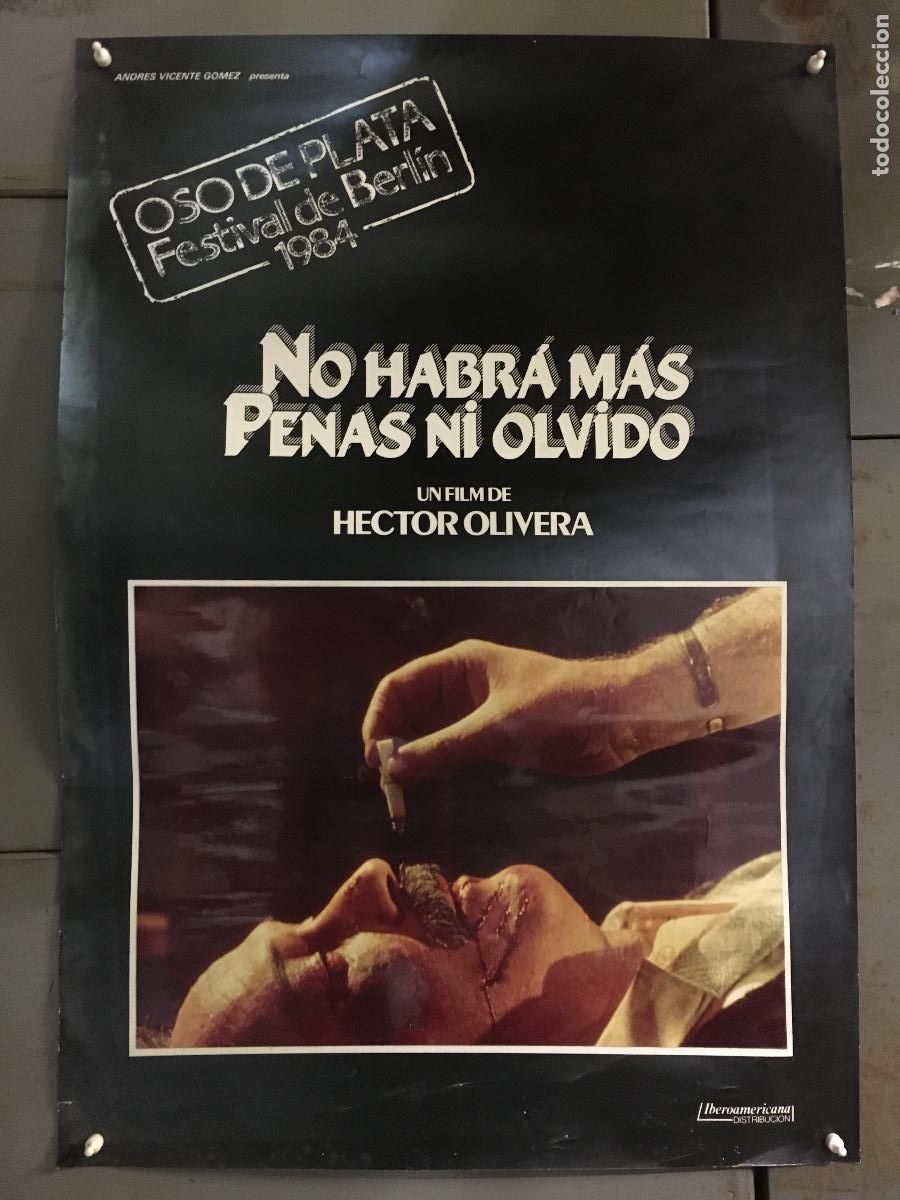 ANDRES VICENTE GOMEZ presenta
OSO DE PLATA
Festival de Berlín
1984
NO HABRÁ MÁS
PENAS Ni OLViDO
UN FILM DE
HECTOR OLIVERA
Iberoamericana
DISTRIBUCION
todocoleccion